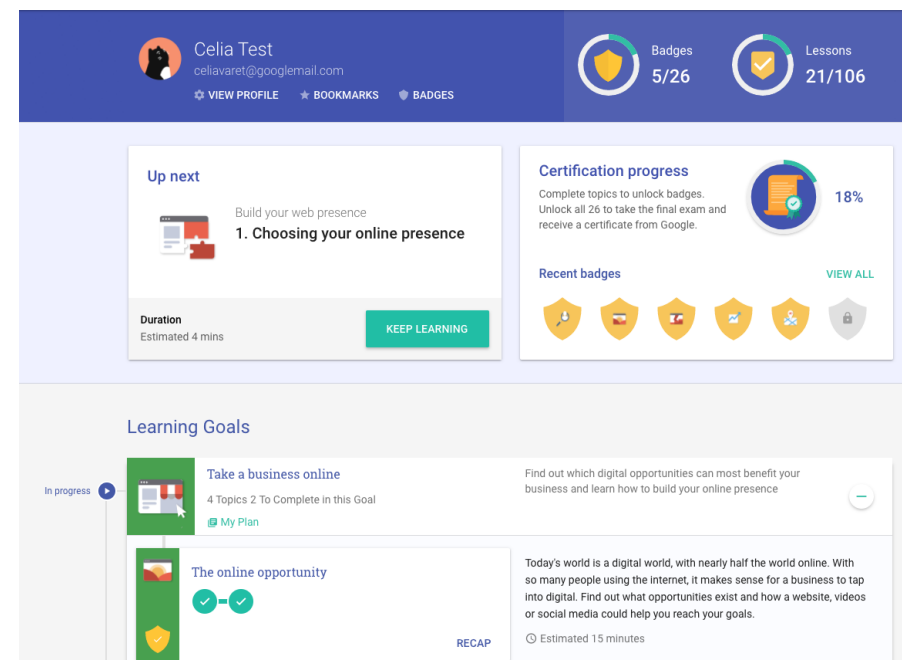 Celia Test
celiavaret@googlemail.com
VIEW PROFILE
BOOKMARKS
BADGES
Badges
5/26
Lessons
21/106
Up next
Build your web presence
1. Choosing your online presence
Duration
Estimated 4 mins
KEEP LEARNING
Certification progress
Complete topics to unlock badges.
Unlock all 26 to take the final exam and
receive a certificate from Google.
18%
Recent badges
VIEW ALL
Learning Goals
In progress
Take a business online
4 Topics 2 To Complete in this Goal
My Plan
Find out which digital opportunities can most benefit your
business and learn how to build your online presence
The online opportunity
RECAP
Today's world is a digital world, with nearly half the world online. With
so many people using the internet, it makes sense for a business to tap
into digital. Find out what opportunities exist and how a website, videos
or social media could help you reach your goals.
Estimated 15 minutes